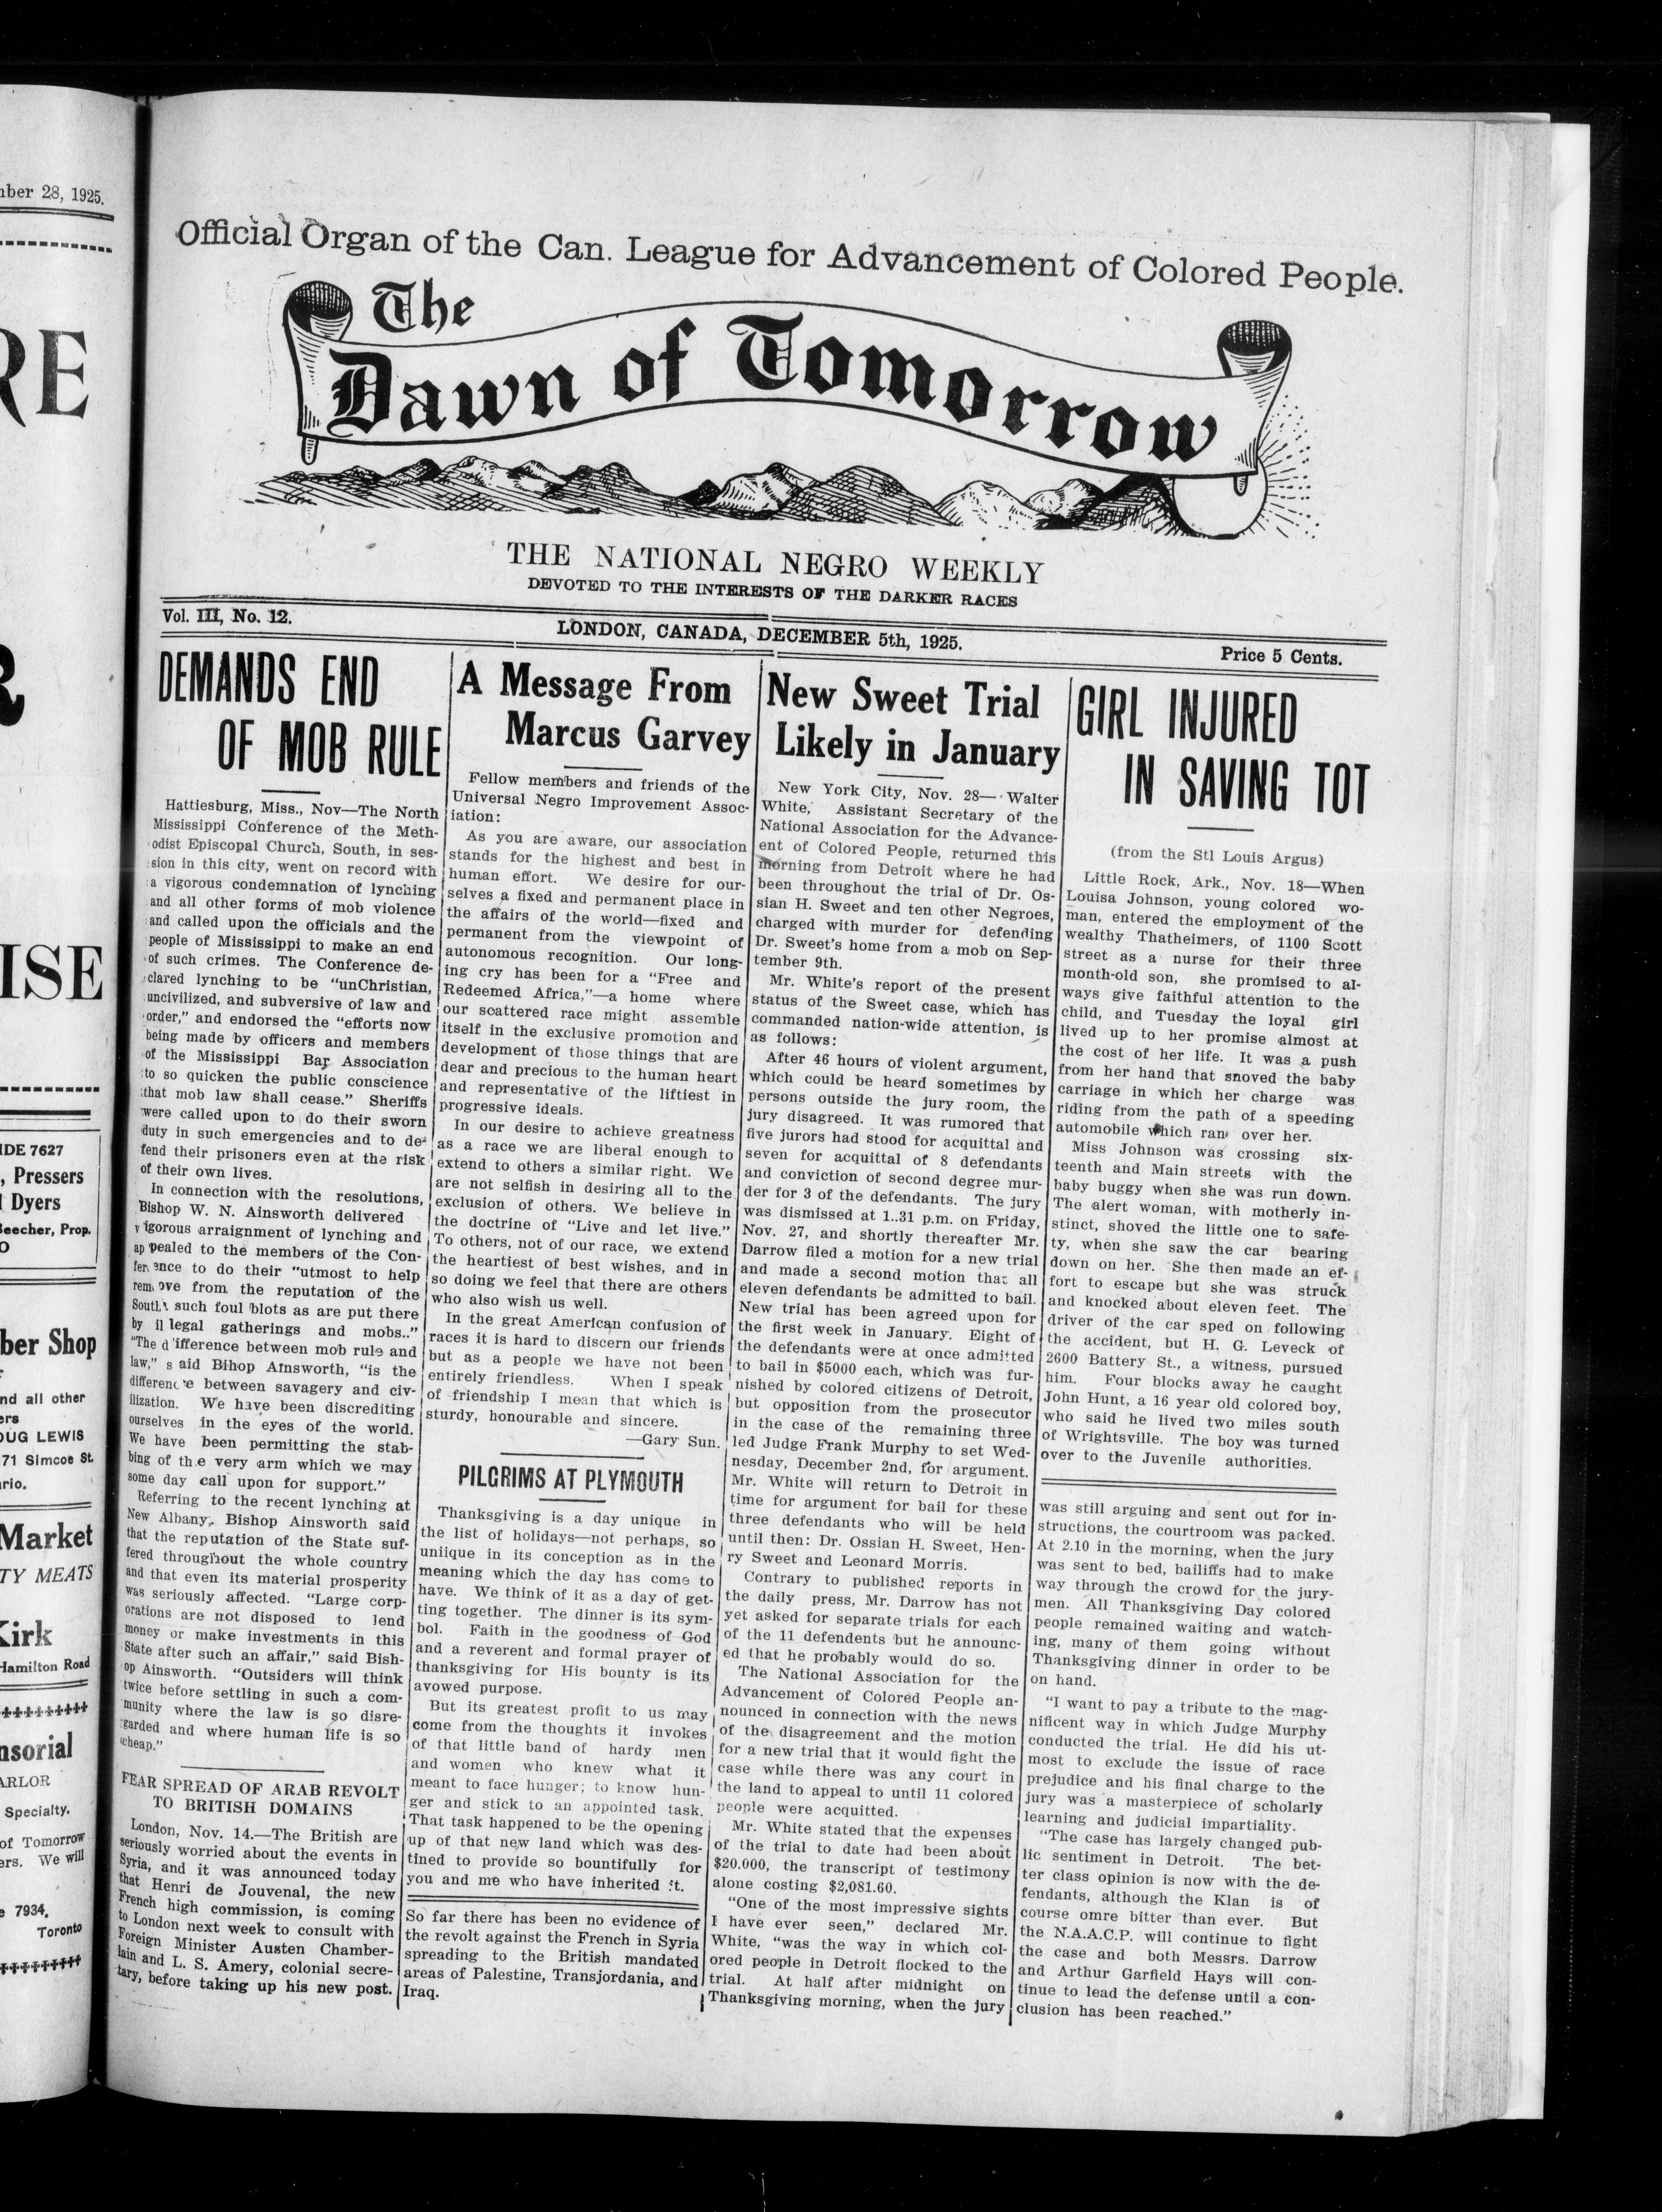 mber 28, 1925.
RE
R
ISE
IDE 7627
, Pressers
Dyers
Beecher, Prop.
O
ber Shop
nd all other
ers
OUG LEWIS
71 Simcoe St.
ario.
Market
TY MEATS
Kirk
Hamilton Road
nsorial
ARLOR
Specialty.
of Tomorrow
ers. We will
e 7934,
Toronto
Official Organ of the Can. League for Advancement of Colored People.
The
Dawn of Tomorrow
THE NATIONAL NEGRO WEEKLY
DEVOTED TO THE INTERESTS OF THE DARKER RACES
Vol. III, No. 12.
LONDON, CANADA, DECEMBER 5th, 1925.
Price 5 Cents.
DEMANDS END
OF MOB RULE
Hattiesburg, Miss., Nov—The North
Mississippi Conference of the Meth-
odist Episcopal Church, South, in ses-
sion in this city, went on record with
a vigorous condemnation of lynching
and all other forms of mob violence
and called upon the officials and the
people of Mississippi to make an end
of such crimes. The Conference de-
clared lynching to be "unChristian,
uncivilized, and subversive of law and
order," and endorsed the "efforts now
being made by officers and members
of the Mississippi Bar Association
to so quicken the public conscience
that mob law shall cease." Sheriffs
were called upon to do their sworn
duty in such emergencies and to de-
fend their prisoners even at the risk
of their own lives.
In connection with the resolutions,
Bishop W. N. Ainsworth delivered
vigorous arraignment of lynching and
appealed to the members of the Con-
ference to do their "utmost to help
remove from the reputation of the
South such foul blots as are put there
by illegal gatherings and mobs.."
"The difference between mob rule and
law," said Bihop Arnsworth, "is the
difference between savagery and civ-
ilization. We have been discrediting
ourselves in the eyes of the world.
We have been permitting the stab-
bing of the very arm which we may
some day call upon for support."
Referring to the recent lynching at
New Albany, Bishop Ainsworth said
that the reputation of the State suf-
fered throughout the whole country
and that even its material prosperity
was seriously affected. "Large corp-
orations are not disposed to lend
money or make investments in this
State after such an affair," said Bish-
op Ainsworth. "Outsiders will think
twice before settling in such a com-
munity where the law is so disre-
garded and where human life is so
cheap."
FEAR SPREAD OF ARAB REVOLT
TO BRITISH DOMAINS
London, Nov. 14.—The British are
seriously worried about the events in
Syria, and it was announced today
that Henri de Jouvenal, the new
French high commission, is coming
to London next week to consult with
Foreign Minister Austen Chamber-
lain and L. S. Amery, colonial secre-
tary, before taking up his new post.
A Message From
Marcus Garvey
Fellow members and friends of the
Universal Negro Improvement Assoc-
iation:
As you are aware, our association
stands for the highest and best in
human effort. We desire for our-
selves a fixed and permanent place in
the affairs of the world—fixed and
permanent from the viewpoint of
autonomous recognition. Our long-
ing cry has been for a "Free and
Redeemed Africa,"—a home where
our scattered race might assemble
itself in the exclusive promotion and
development of those things that are
dear and precious to the human heart
and representative of the liftiest in
progressive ideals.
In our desire to achieve greatness
as a race we are liberal enough to
extend to others a similar right. We
are not selfish in desiring all to the
exclusion of others. We believe in
the doctrine of "Live and let live."
To others, not of our race, we extend
the heartiest of best wishes, and in
so doing we feel that there are others
who also wish us well.
In the great American confusion of
races it is hard to discern our friends
but as a people we have not been
entirely friendless. When I speak
of friendship I mean that which is
sturdy, honourable and sincere.
—Gary Sun.
PILGRIMS AT PLYMOUTH
Thanksgiving is a day unique in
the list of holidays—not perhaps, so
uniique in its conception as in the
meaning which the day has come to
have. We think of it as a day of get-
ting together. The dinner is its sym-
bol. Faith in the goodness of God
and a reverent and formal prayer of
thanksgiving for His bounty is its
avowed purpose.
But its greatest profit to us may
come from the thoughts it invokes
of that little band of hardy men
and women who knew what it
meant to face hunger; to know hun-
ger and stick to an appointed task.
That task happened to be the opening
up of that new land which was des-
tined to provide so bountifully for
you and me who have inherited it.
So far there has been no evidence of
the revolt against the French in Syria
spreading to the British mandated
areas of Palestine, Transjordania, and
Iraq.
New Sweet Trial
Likely in January
New York City, Nov. 28—Walter
White, Assistant Secretary of the
National Association for the Advance-
ent of Colored People, returned this
morning from Detroit where he had
been throughout the trial of Dr. Os-
sian H. Sweet and ten other Negroes,
charged with murder for defending
Dr. Sweet's home from a mob on Sep-
tember 9th.
Mr. White's report of the present
status of the Sweet case, which has
commanded nation-wide attention, is
as follows:
After 46 hours of violent argument,
which could be heard sometimes by
persons outside the jury room, the
jury disagreed. It was rumored that
five jurors had stood for acquittal and
seven for acquittal of 8 defendants
and conviction of second degree mur-
der for 3 of the defendants. The jury
was dismissed at 1..31 p.m. on Friday,
Nov. 27, and shortly thereafter Mr.
Darrow filed a motion for a new trial
and made a second motion that all
eleven defendants be admitted to bail.
New trial has been agreed upon for
the first week in January. Eight of
the defendants were at once admitted
to bail in $5000 each, which was fur-
nished by colored citizens of Detroit,
but opposition from the prosecutor
in the case of the remaining three
led Judge Frank Murphy to set Wed-
nesday, December 2nd, for argument.
Mr. White will return to Detroit in
time for argument for bail for these
three defendants who will be held
until then: Dr. Ossian H. Sweet, Hen-
ry Sweet and Leonard Morris.
Contrary to published reports in
the daily press, Mr. Darrow has not
yet asked for separate trials for each
of the 11 defendents but he announc-
ed that he probably would do so.
The National Association for the
Advancement of Colored People an-
nounced in connection with the news
of the disagreement and the motion
for a new trial that it would fight the
case while there was any court in
the land to appeal to until 11 colored
people were acquitted.
Mr. White stated that the expenses
of the trial to date had been about
$20.000, the transcript of testimony
alone costing $2,081.60.
"One of the most impressive sights
I have ever seen," declared Mr.
White, "was the way in which col-
ored people in Detroit flocked to the
trial. At half after midnight on
Thanksgiving morning, when the jury
GIRL INJURED
IN SAVING TOT
(from the Stl Louis Argus)
Little Rock, Ark., Nov. 18—When
Louisa Johnson, young colored wo-
man, entered the employment of the
wealthy Thatheimers, of 1100 Scott
street as a nurse for their three
month-old son, she promised to al-
ways give faithful attention to the
child, and Tuesday the loyal girl
lived up to her promise almost at
the cost of her life. It was a push
from her hand that snoved the baby
carriage in which her charge was
riding from the path of a speeding
automobile which ran over her.
Miss Johnson was crossing six-
teenth and Main streets with the
baby buggy when she was run down.
The alert woman, with motherly in-
stinct, shoved the little one to safe-
ty, when she saw the car bearing
down on her. She then made an ef-
fort to escape but she was struck
and knocked about eleven feet. The
driver of the car sped on following
the accident, but H. G. Leveck of
2600 Battery St., a witness, pursued
him. Four blocks away he caught
John Hunt, a 16 year old colored boy,
who said he lived two miles south
of Wrightsville. The boy was turned
over to the Juvenile authorities.
was still arguing and sent out for in-
structions, the courtroom was packed.
At 2.10 in the morning, when the jury
was sent to bed, bailiffs had to make
way through the crowd for the jury-
men. All Thanksgiving Day colored
people remained waiting and watch-
ing, many of them going without
Thanksgiving dinner in order to be
on hand.
"I want to pay a tribute to the mag-
nificent way in which Judge Murphy
conducted the trial. He did his ut-
most to exclude the issue of race
prejudice and his final charge to the
jury was a masterpiece of scholarly
learning and judicial impartiality.
"The case has largely changed pub-
lic sentiment in Detroit. The bet-
ter class opinion is now with the de-
fendants, although the Klan is of
course omre bitter than ever. But
the N.A.A.C.P. will continue to fight
the case and both Messrs. Darrow
and Arthur Garfield Hays will con-
tinue to lead the defense until a con-
clusion has been reached."